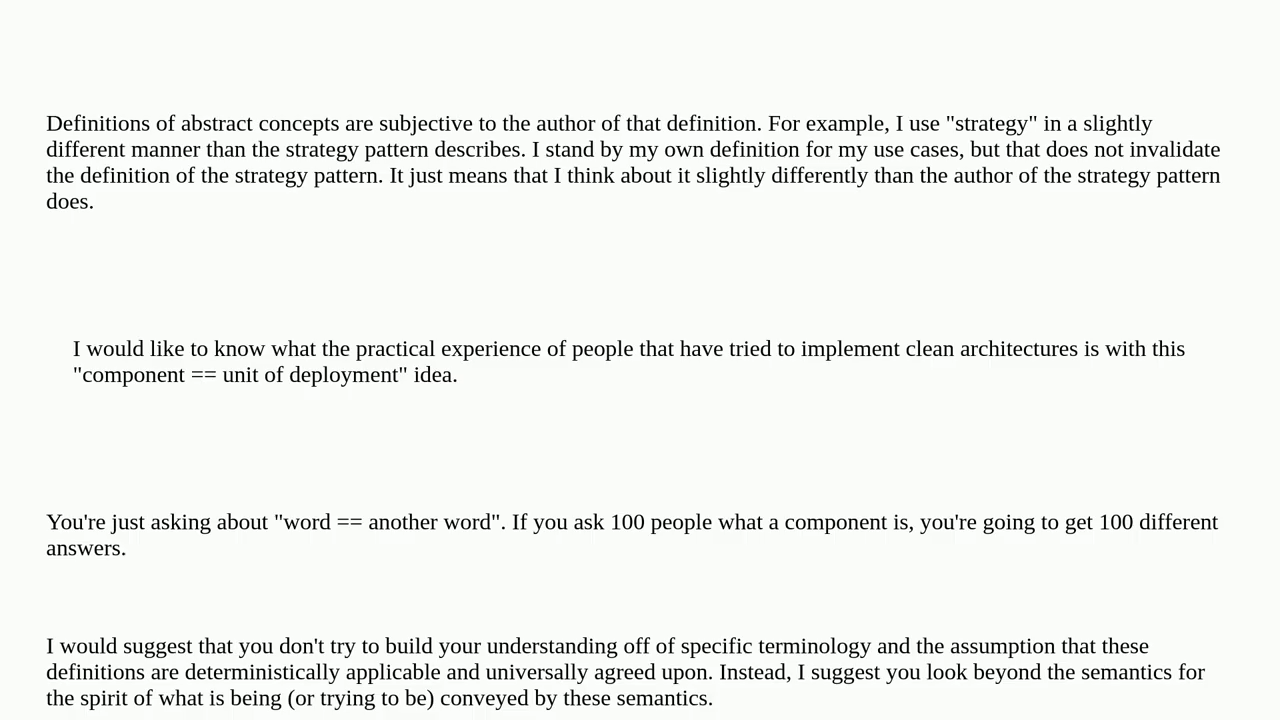 Definitions of abstract concepts are subjective to the author of that definition. For example, I use "strategy" in a slightly
different manner than the strategy pattern describes. I stand by my own definition for my use cases, but that does not invalidate
the definition of the strategy pattern. It just means that I think about it slightly differently than the author of the strategy pattern
does.
I would like to know what the practical experience of people that have tried to implement clean architectures is with this
"component == unit of deployment" idea.
You're just asking about "word == another word". If you ask 100 people what a component is, you're going to get 100 different
answers.
I would suggest that you don't try to build your understanding off of specific terminology and the assumption that these
definitions are deterministically applicable and universally agreed upon. Instead, I suggest you look beyond the semantics for
the spirit of what is being (or trying to be) conveyed by these semantics.